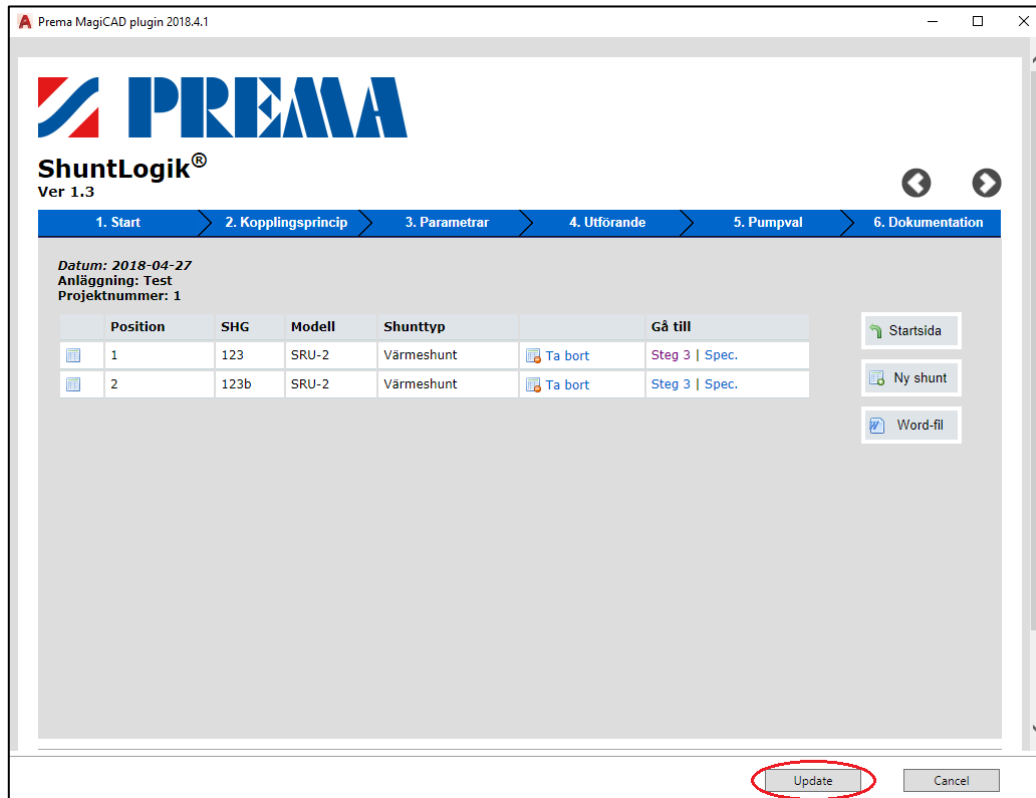 Prema MagiCAD plugin 2018.4.1
PREMA
ShuntLogik®
Ver 1.3
1. Start 2. Kopplingsprincip 3. Parametrar 4. Utförande 5. Pumpval 6. Dokumentation
Datum: 2018-04-27
Anläggning: Test
Projektnummer: 1
Position SHG Modell Shunttyp Gå till
1 123 SRU-2 Värmeshunt Ta bort Steg 3 | Spec.
2 123b SRU-2 Värmeshunt Ta bort Steg 3 | Spec.
Startsida
Ny shunt
Word-fil
Update Cancel